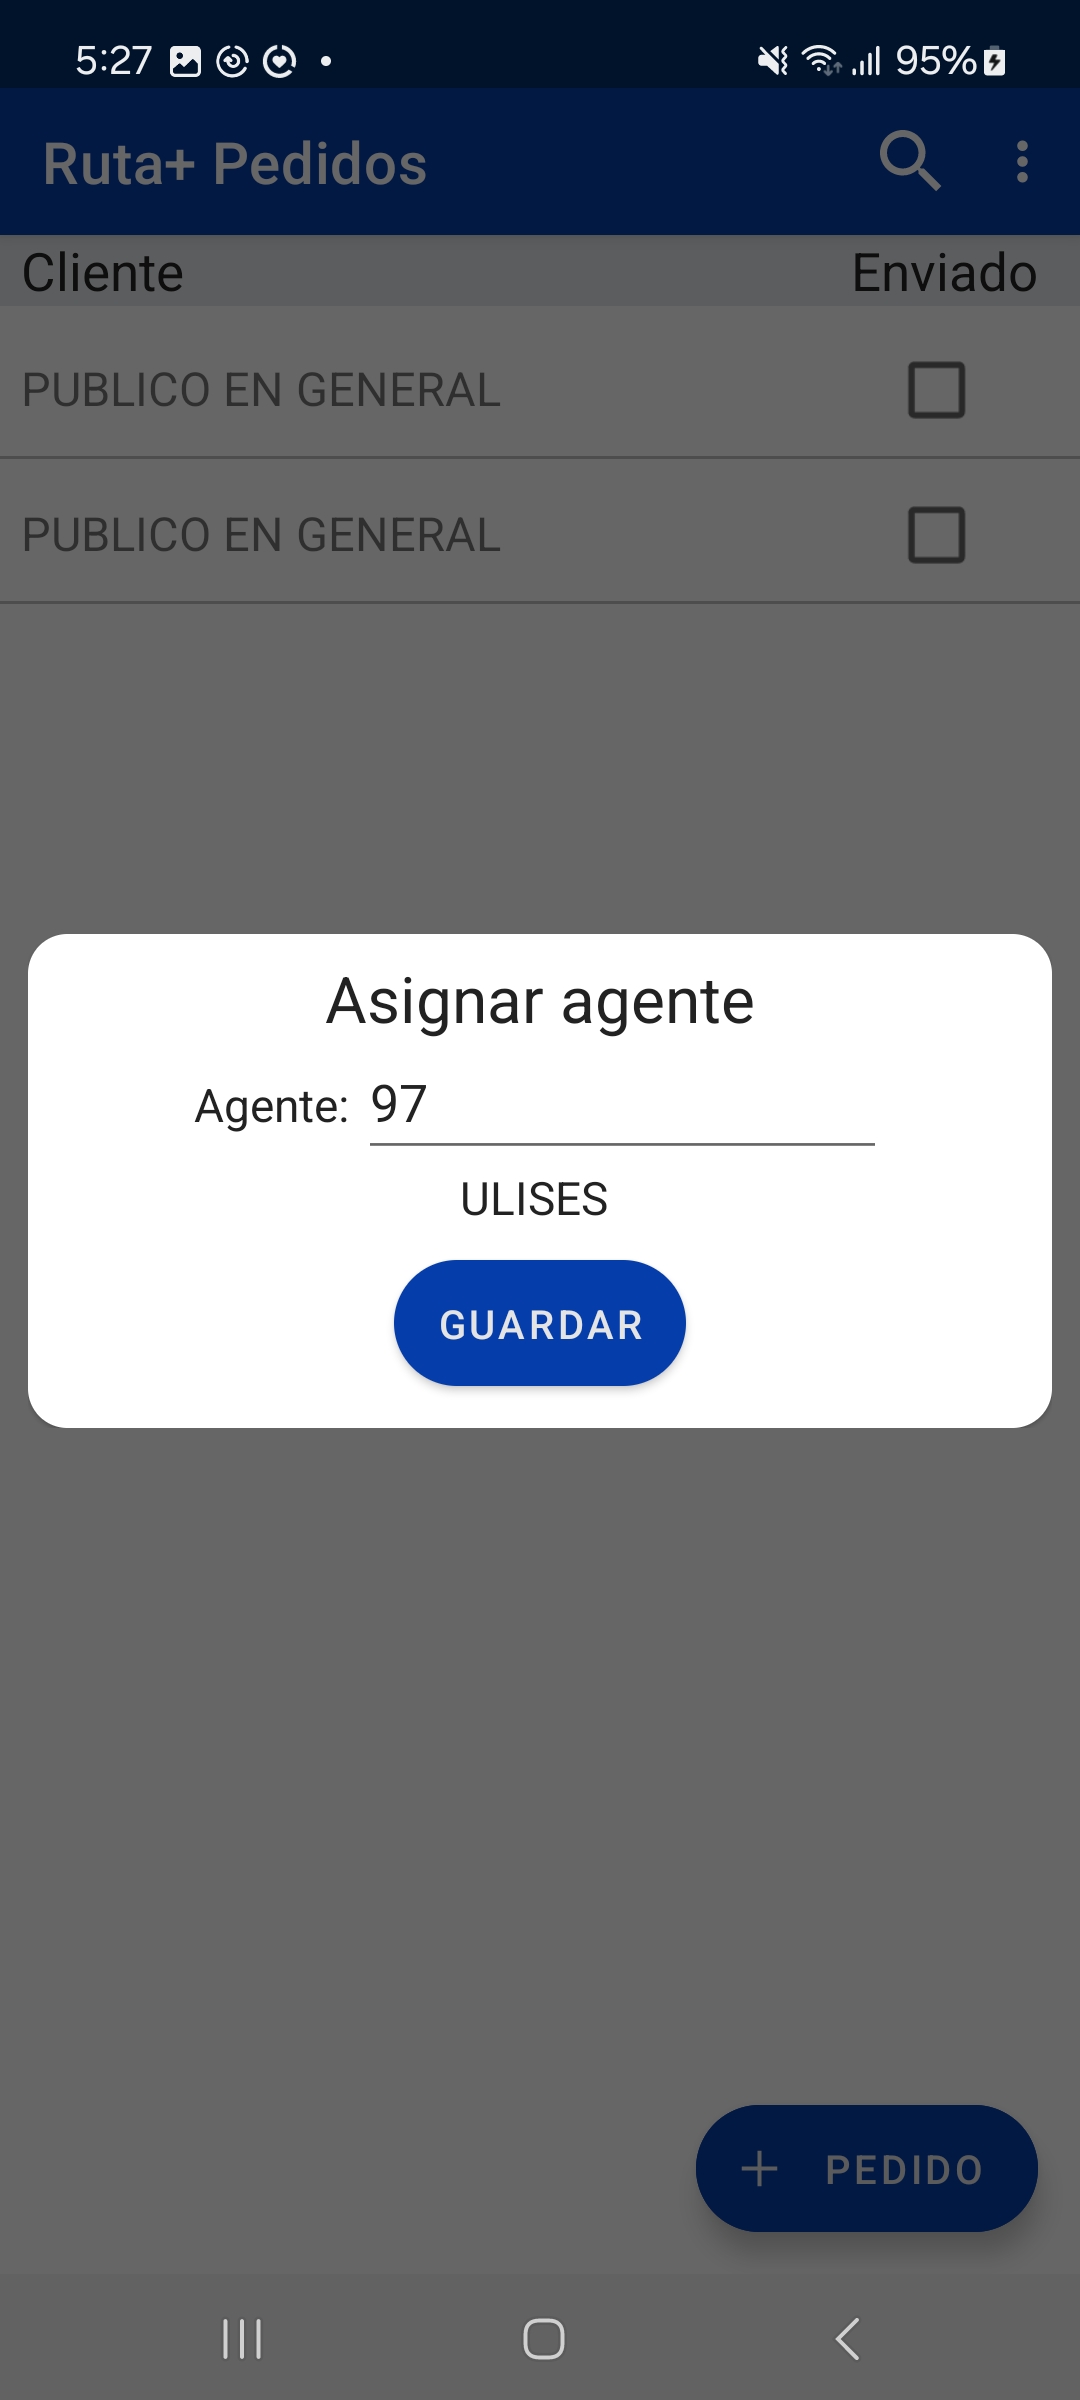 5:27 95%
Ruta+ Pedidos
Cliente Enviado
PUBLICO EN GENERAL
PUBLICO EN GENERAL
Asignar agente
Agente: 97
ULISES
GUARDAR
+ PEDIDO